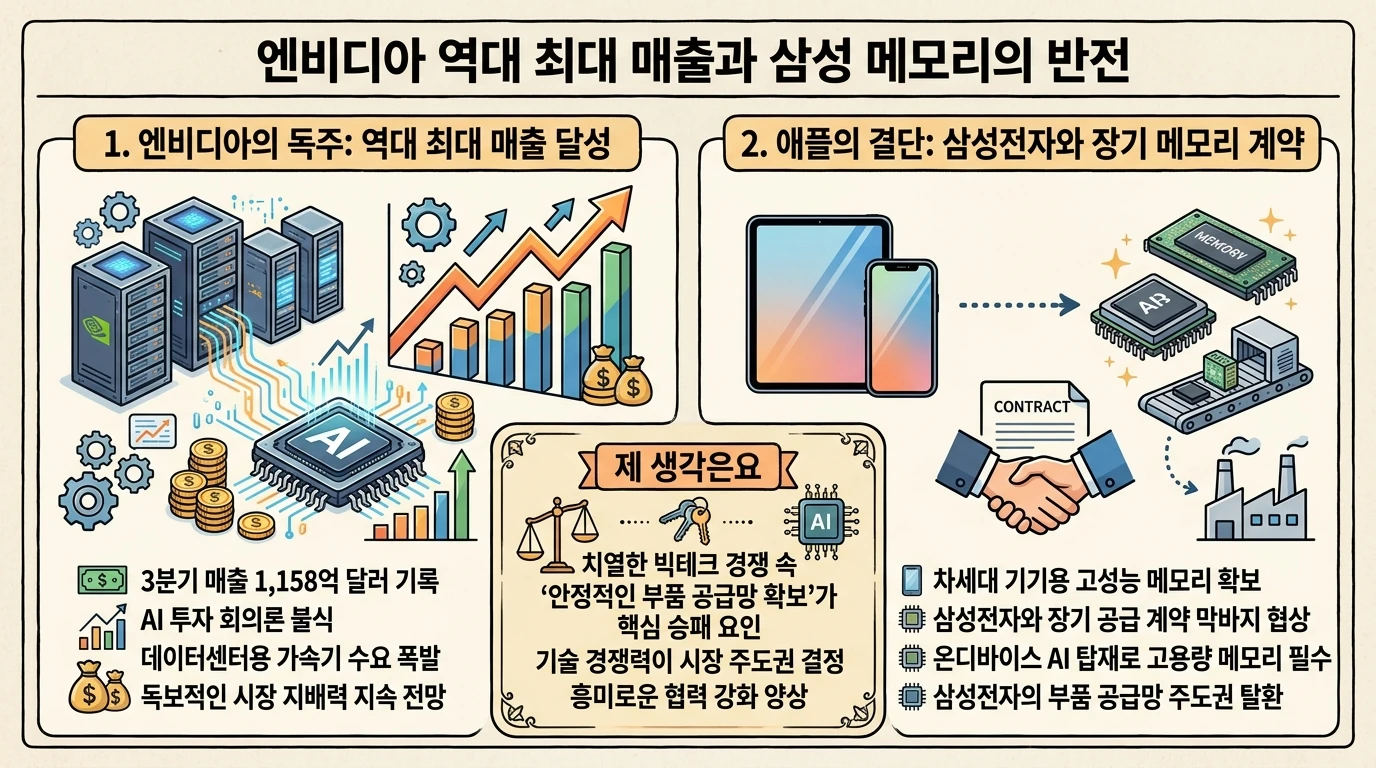 엔비디아 역대 최대 매출과 삼성 메모리의 반전
1. 엔비디아의 독주: 역대 최대 매출 달성
AI
3분기 매출 1,158억 달러 기록
AI 투자 회의론 불식
데이터센터용 가속기 수요 폭발
독보적인 시장 지배력 지속 전망
2. 애플의 결단: 삼성전자와 장기 메모리 계약
MEMORY
CONTRACT
차세대 기기용 고성능 메모리 확보
삼성전자와 장기 공급 계약 막바지 협상
온디바이스 AI 탑재로 고용량 메모리 필수
삼성전자의 부품 공급망 주도권 탈환
제 생각은요
AI
치열한 빅테크 경쟁 속
‘안정적인 부품 공급망 확보’가
핵심 승패 요인
기술 경쟁력이 시장 주도권 결정
흥미로운 협력 강화 양상